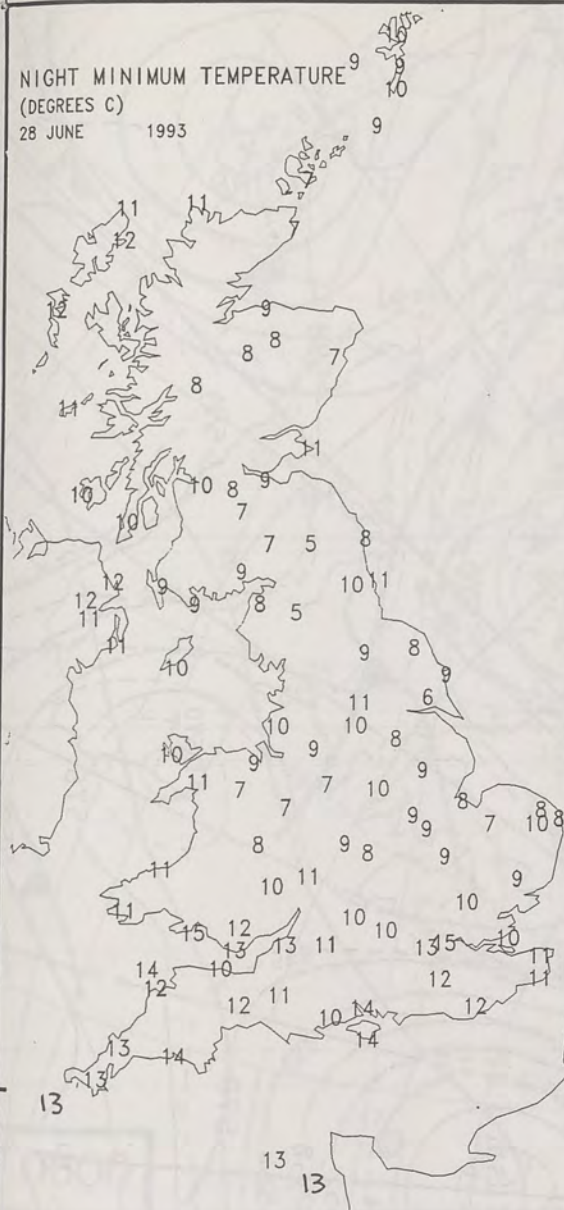 NIGHT MINIMUM TEMPERATURE
(DEGREES C)
28 JUNE 1993
10
9 9
10
9
7
11 11
12
12 9
8 8 7
8
11
11
10 10 8 9
10 7
7 5 8
12 9 9 10 11
12 9 8 5
11
11
10 9 8
9
11 6
10 10
10 9 8
9 9
11 7 7 10
7 8 8
9 7 10 8
9
8 9 8 9
11
10 11 9
11 10
15 12 10 10
13 13 11 13 15 10
14 10 11
12 12 11
11 12
12 10 14
14
13 14
13
13
13
13